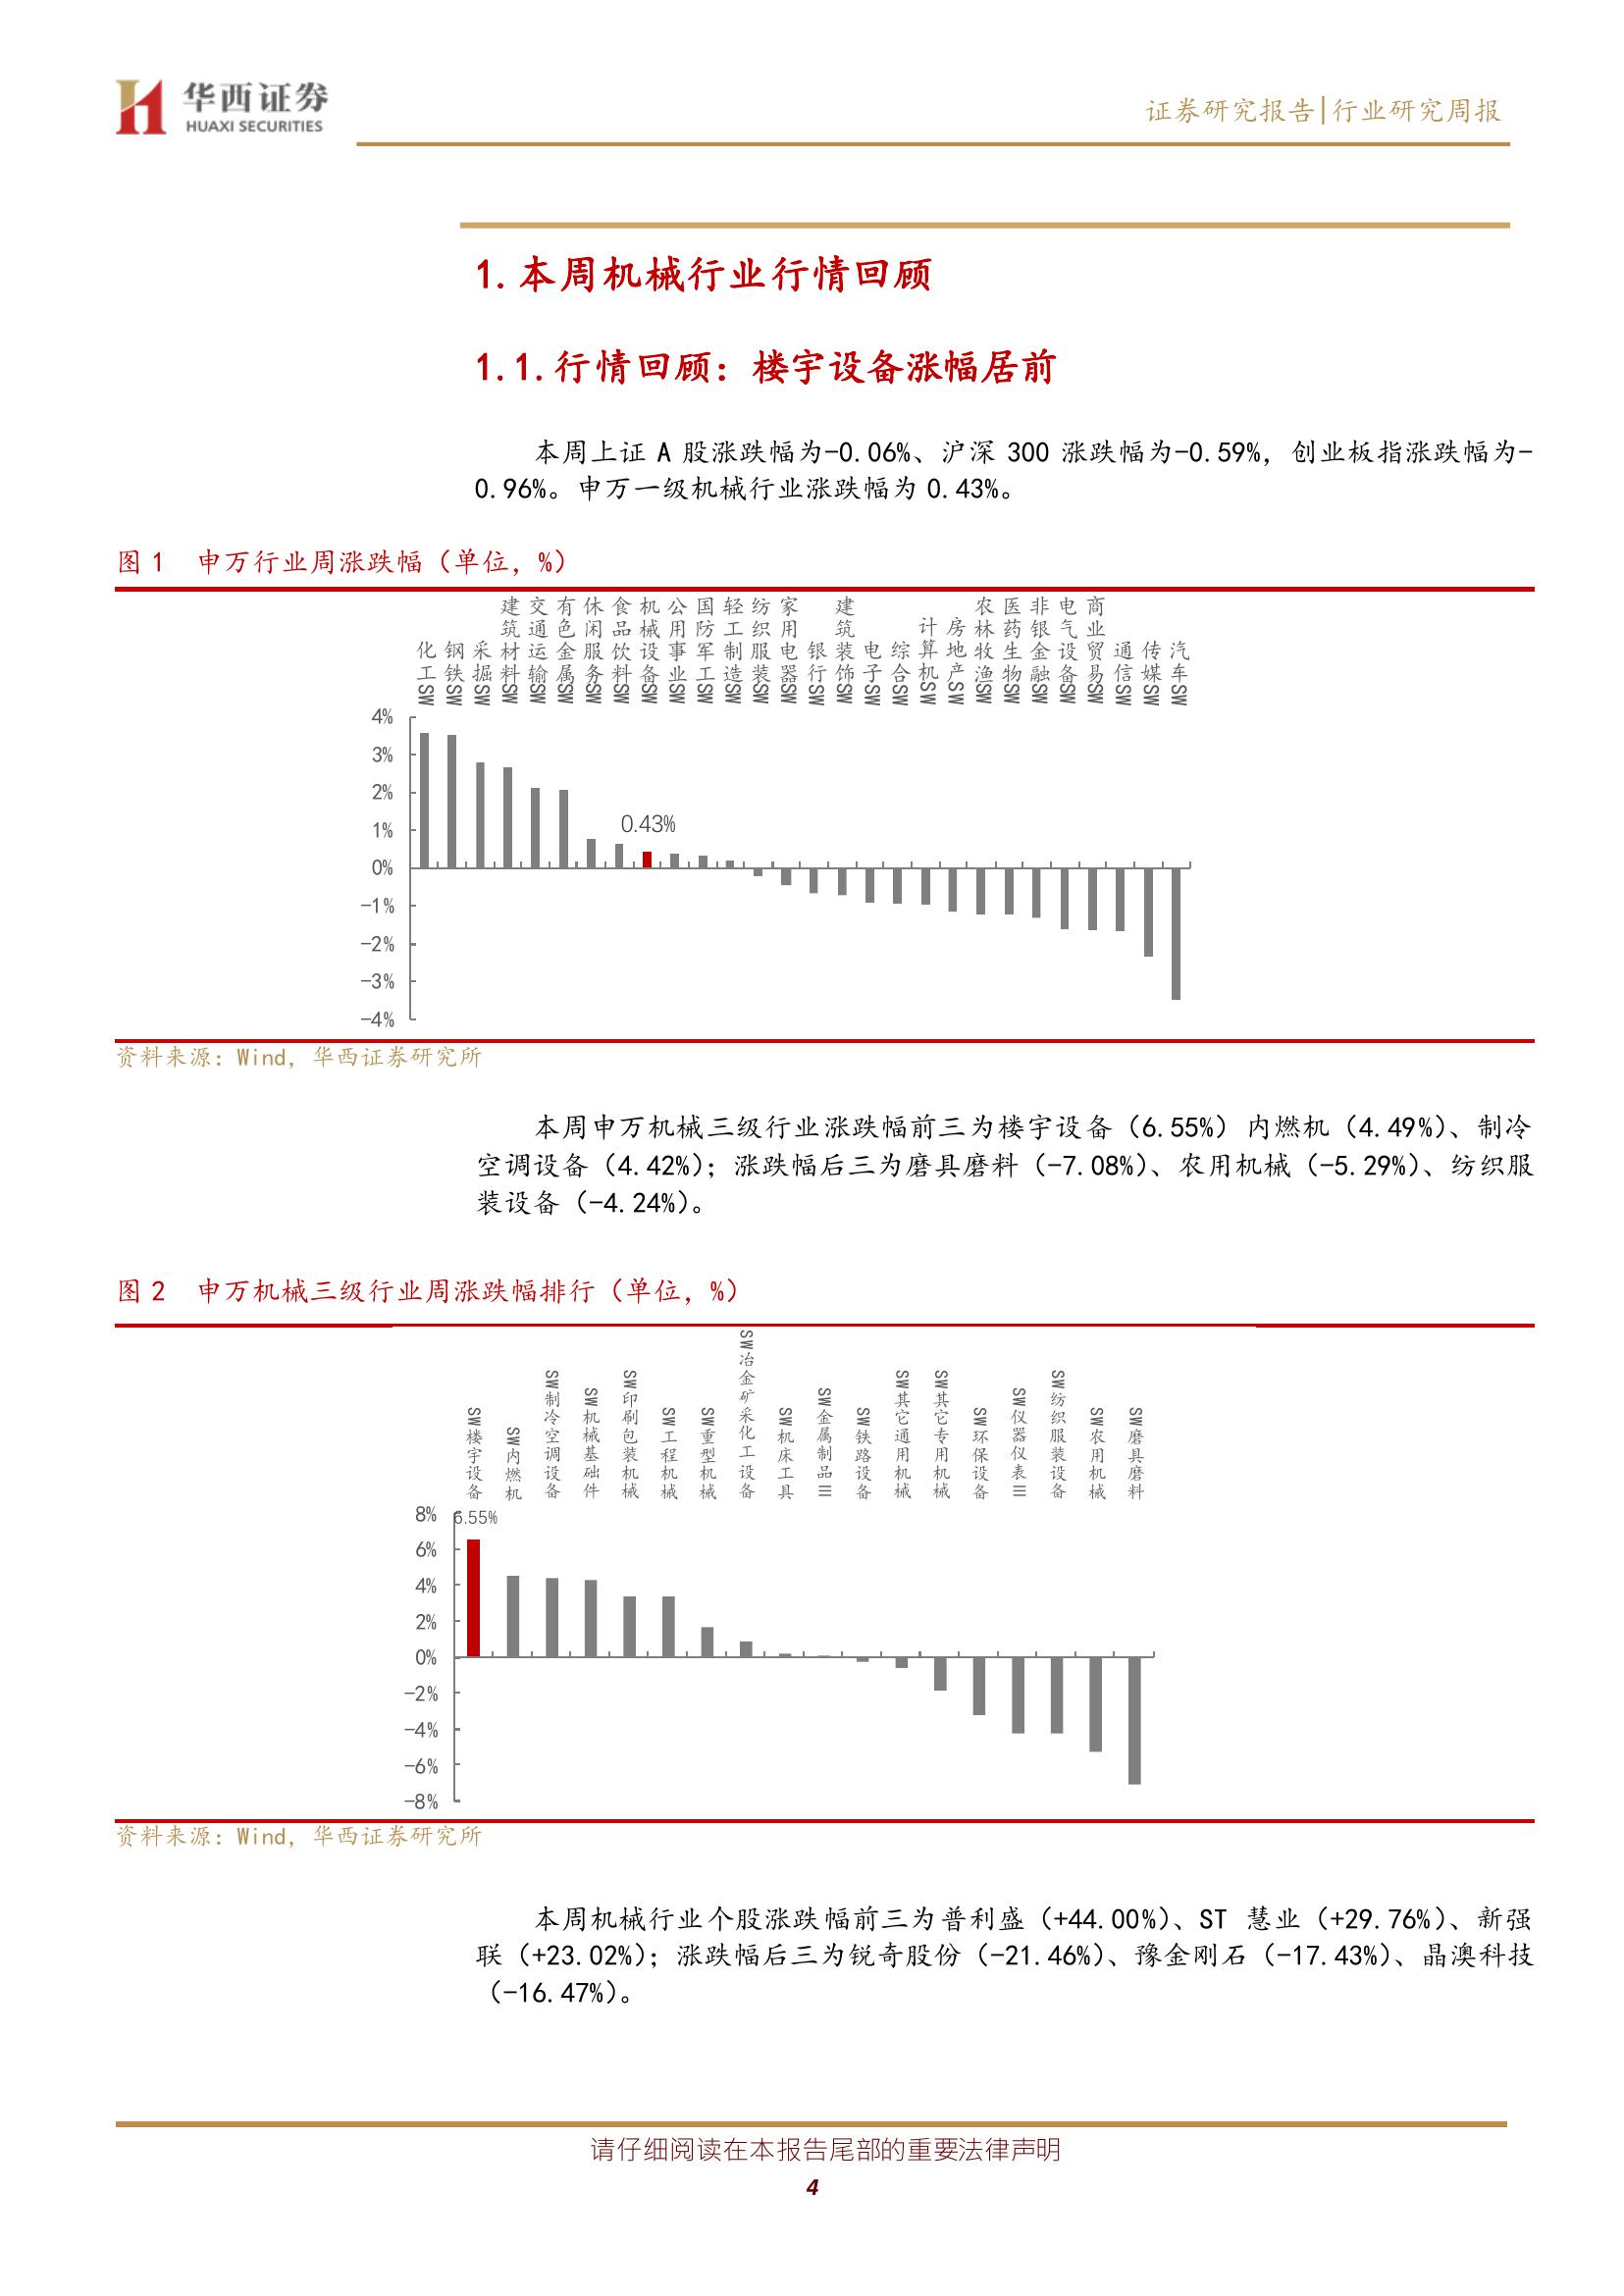 华西证券
HUAXI SECURITIES
证券研究报告|行业研究周报
1.本周机械行业行情回顾
1.1.行情回顾：楼宇设备涨幅居前
本周上证 A 股涨跌幅为-0.06%、沪深 300 涨跌幅为-0.59%，创业板指涨跌幅为-
0.96%。申万一级机械行业涨跌幅为 0.43%。
图 1 申万行业周涨跌幅（单位，%）
化工SW
钢铁SW
采掘SW
建筑材料SW
交通运输SW
有色金属SW
休闲服务SW
食品饮料SW
机械设备SW
公用事业SW
国防军工SW
轻工制造SW
纺织服装SW
家用电器SW
银行SW
建筑装饰SW
电子SW
综合SW
计算机SW
房地产SW
农林牧渔SW
医药生物SW
非银金融SW
电气设备SW
商业贸易SW
通信SW
传媒SW
汽车SW
4%
3%
2%
1%
0%
-1%
-2%
-3%
-4%
0.43%
资料来源：Wind，华西证券研究所
本周申万机械三级行业涨跌幅前三为楼宇设备（6.55%）内燃机（4.49%）、制冷
空调设备（4.42%）；涨跌幅后三为磨具磨料（-7.08%）、农用机械（-5.29%）、纺织服
装设备（-4.24%）。
图 2 申万机械三级行业周涨跌幅排行（单位，%）
SW楼宇设备
SW内燃机
SW制冷空调设备
SW机械基础件
SW印刷包装机械
SW工程机械
SW重型机械
SW冶金矿采化工设备
SW机床工具
SW金属制品Ⅲ
SW铁路设备
SW其它通用机械
SW其它专用机械
SW环保设备
SW仪器仪表Ⅲ
SW纺织服装设备
SW农用机械
SW磨具磨料
8%
6%
4%
2%
0%
-2%
-4%
-6%
-8%
6.55%
资料来源：Wind，华西证券研究所
本周机械行业个股涨跌幅前三为普利盛（+44.00%）、ST 慧业（+29.76%）、新强
联（+23.02%）；涨跌幅后三为锐奇股份（-21.46%）、豫金刚石（-17.43%）、晶澳科技
（-16.47%）。
请仔细阅读在本报告尾部的重要法律声明
4